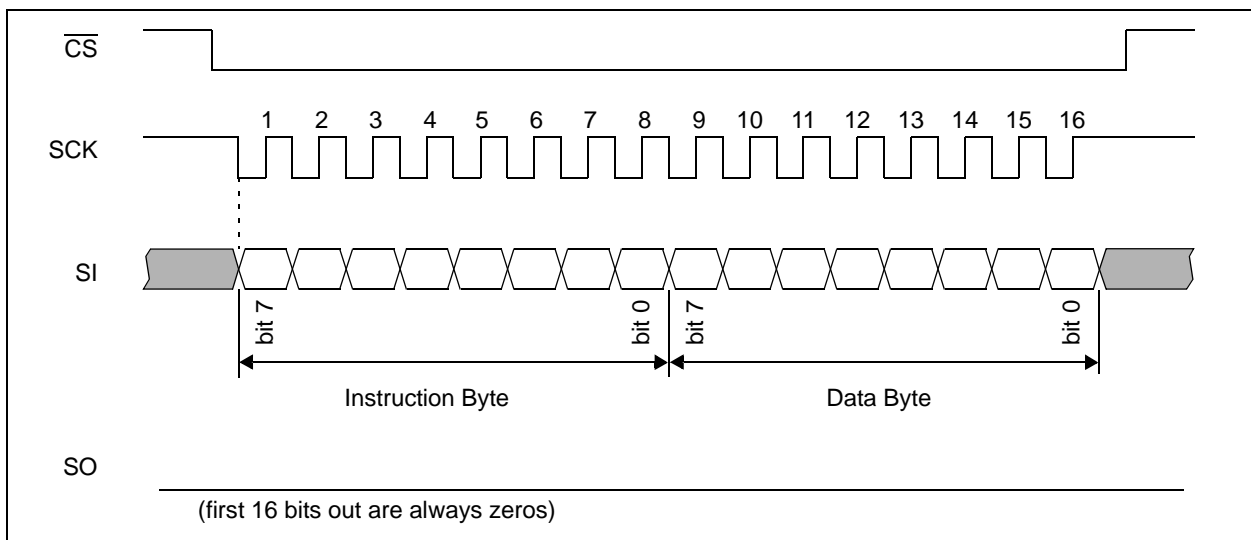 CS
SCK
1 2 3 4 5 6 7 8 9 10 11 12 13 14 15 16
SI
bit 7
bit 0
bit 7
bit 0
Instruction Byte
Data Byte
SO
(first 16 bits out are always zeros)